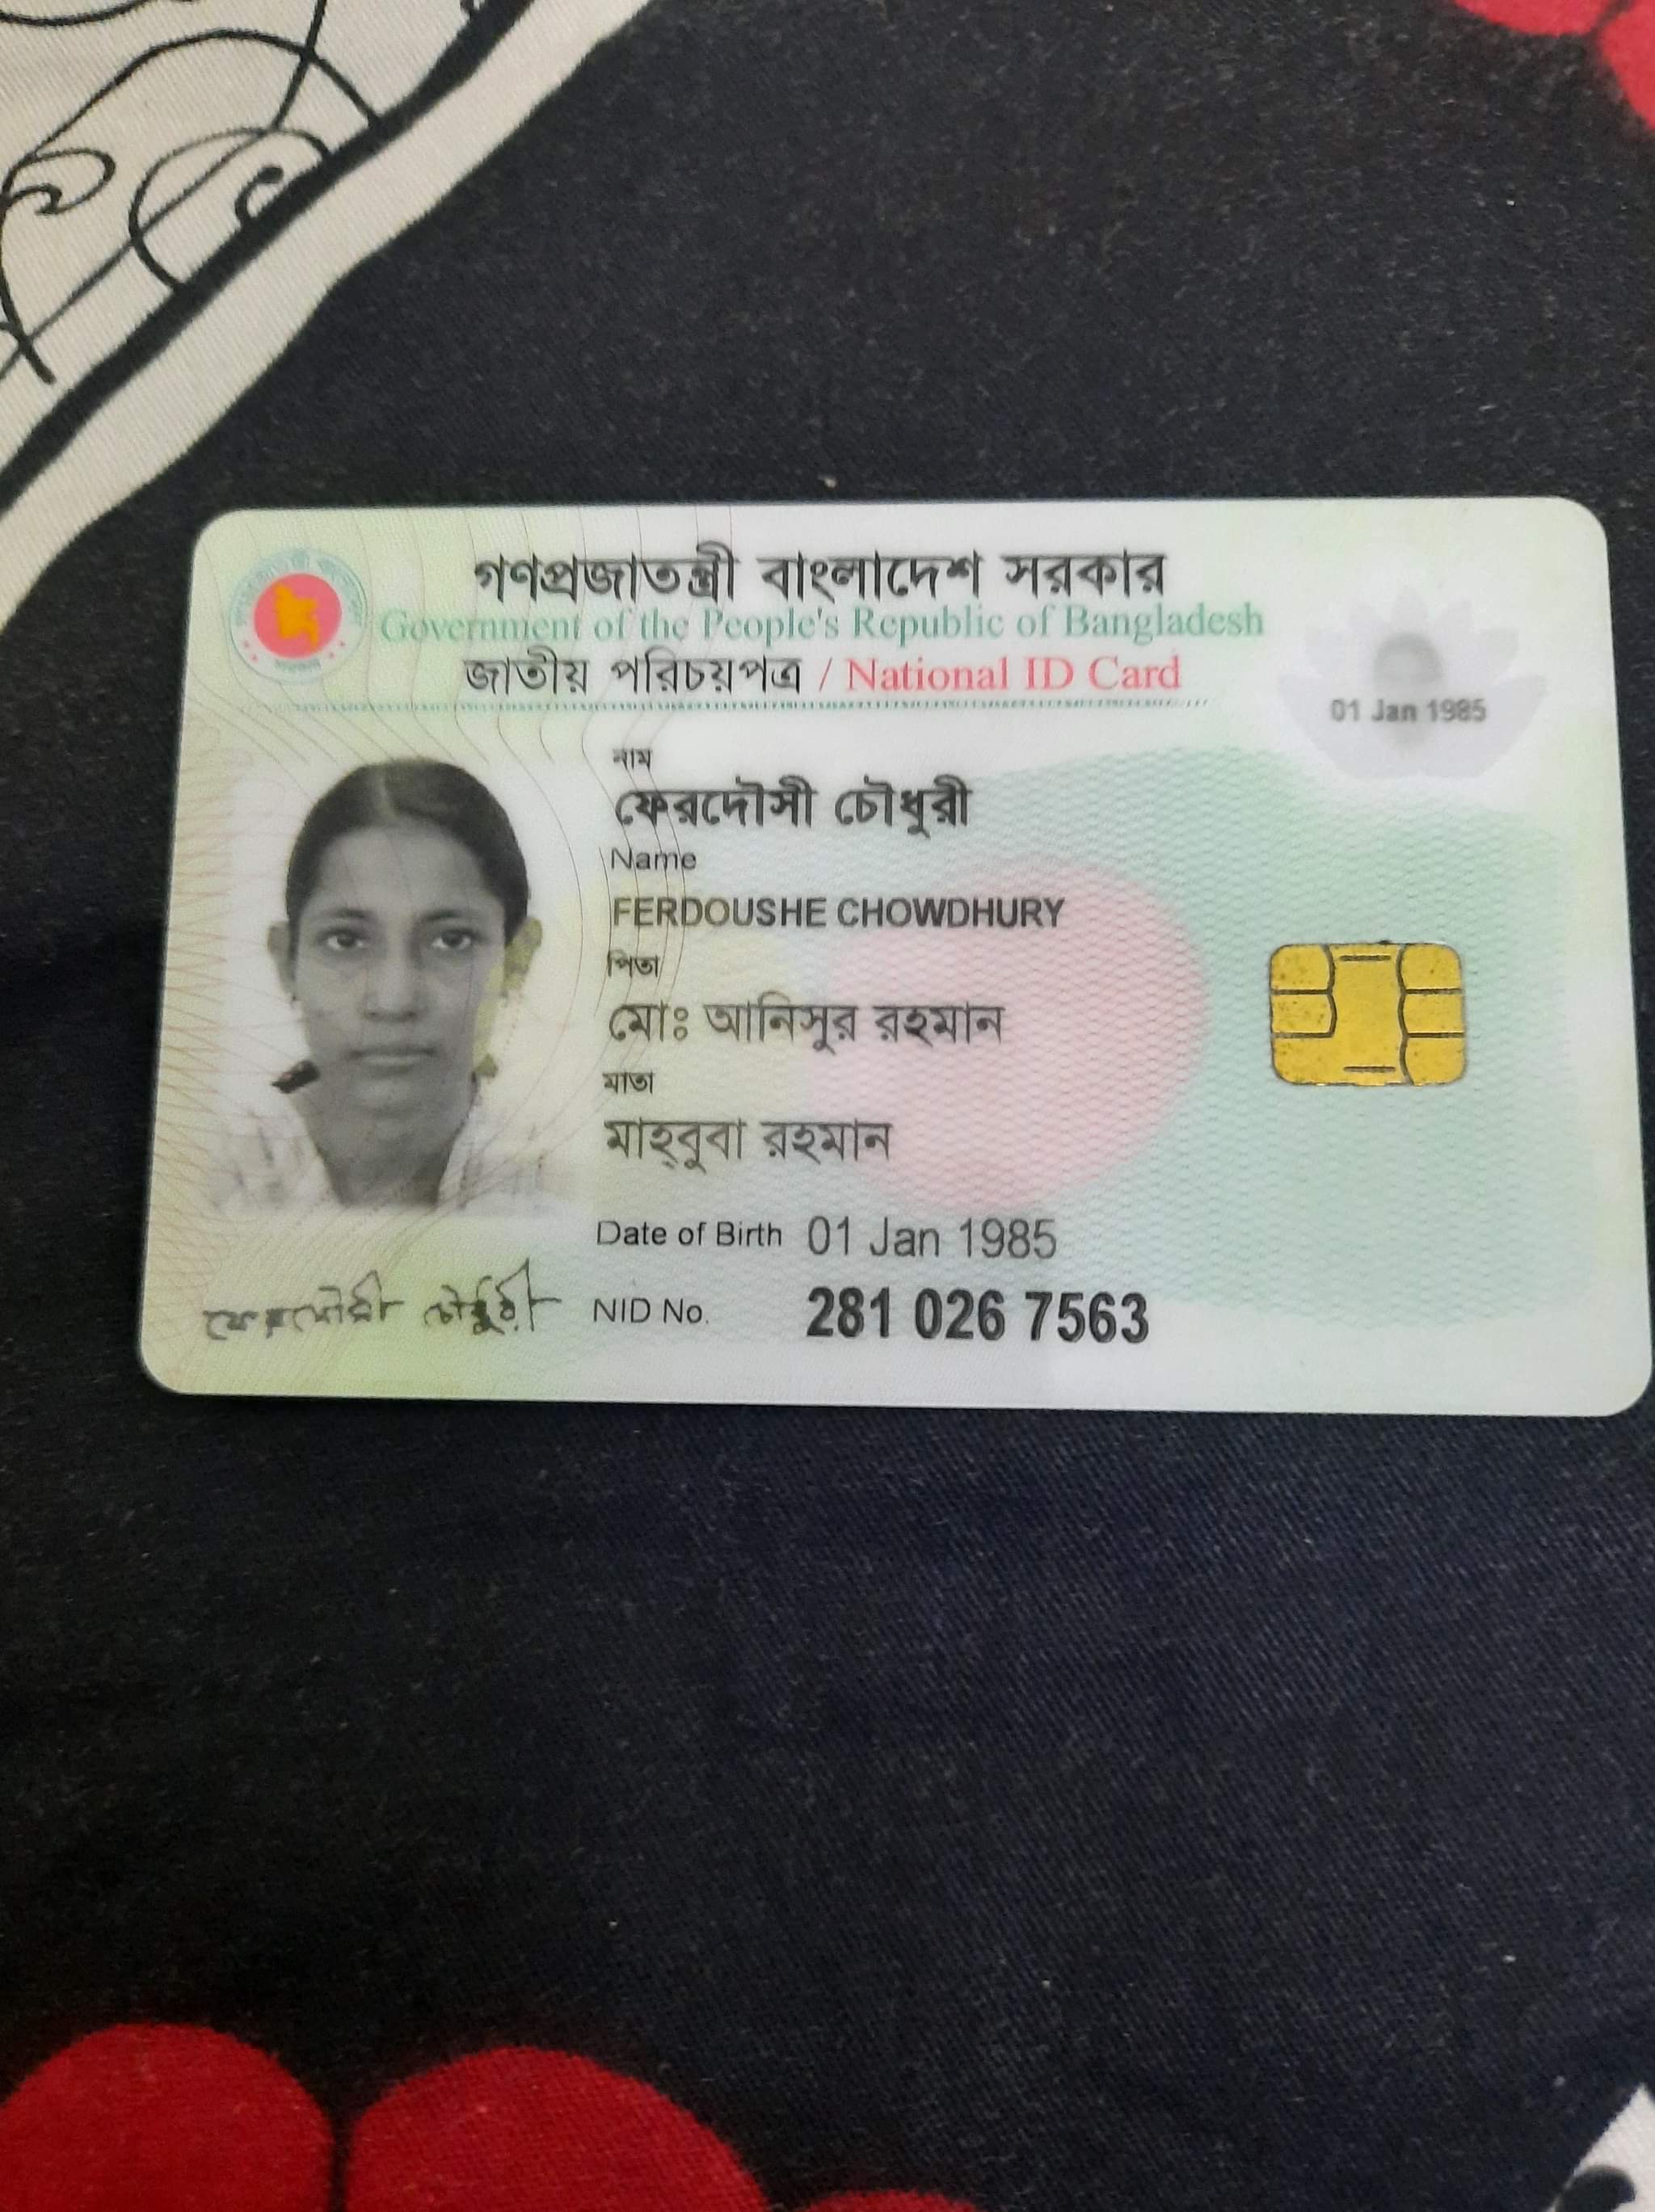 গণপ্রজাতন্ত্রী বাংলাদেশ সরকার
Government of the People's Republic of Bangladesh
জাতীয় পরিচয়পত্র / National ID Card
01 Jan 1985
নাম
ফেরদৌসী চৌধুরী
Name
FERDOUSHE CHOWDHURY
পিতা
মোঃ আনিসুর রহমান
মাতা
মাহ্‌বুবা রহমান
Date of Birth 01 Jan 1985
ফেরদৌসী চৌধুরী
NID No. 281 026 7563